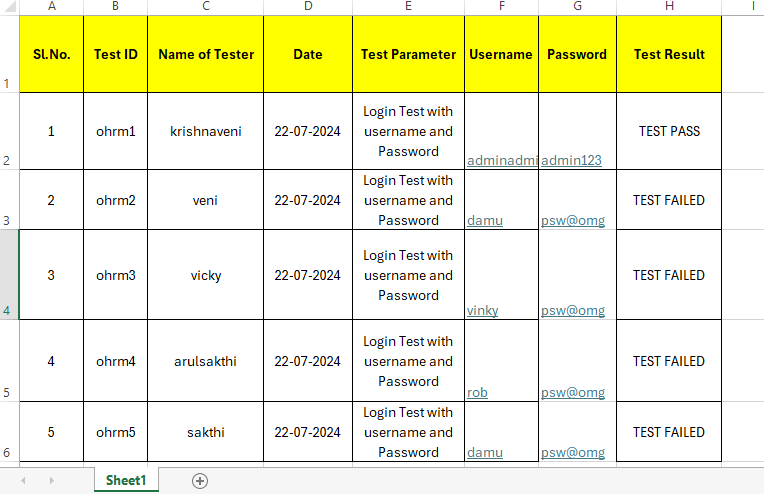 A B C D E F G H I
1 Sl.No. Test ID Name of Tester Date Test Parameter Username Password Test Result
2 1 ohrm1 krishnaveni 22-07-2024 Login Test with username and Password adminadmi admin123 TEST PASS
3 2 ohrm2 veni 22-07-2024 Login Test with username and Password damu psw@omg TEST FAILED
4 3 ohrm3 vicky 22-07-2024 Login Test with username and Password vinky psw@omg TEST FAILED
5 4 ohrm4 arulsakthi 22-07-2024 Login Test with username and Password rob psw@omg TEST FAILED
6 5 ohrm5 sakthi 22-07-2024 Login Test with username and Password damu psw@omg TEST FAILED
Sheet1